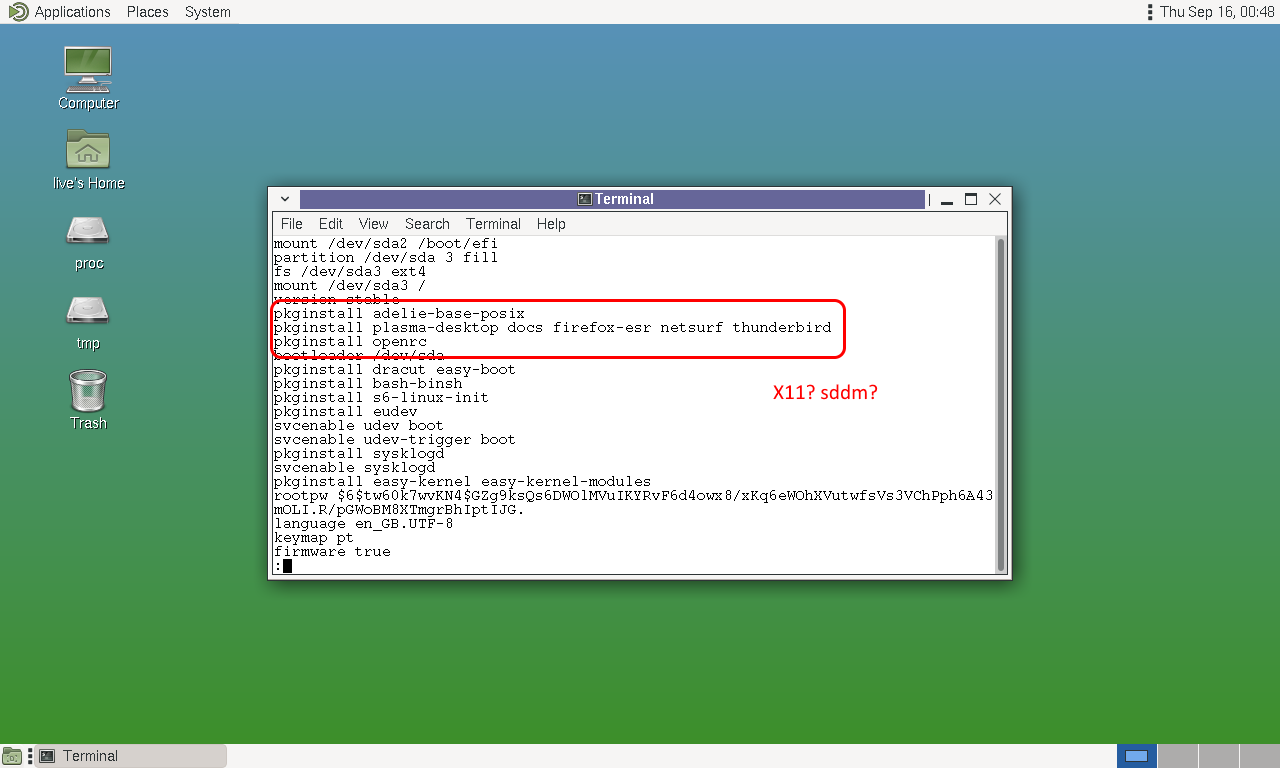 Applications Places System Thu Sep 16, 00:48
Computer
live's Home
proc
tmp
Trash
Terminal
File Edit View Search Terminal Help
mount /dev/sda2 /boot/efi
partition /dev/sda 3 fill
fs /dev/sda3 ext4
mount /dev/sda3 /
version stable
pkginstall adelie-base-posix
pkginstall plasma-desktop docs firefox-esr netsurf thunderbird
pkginstall openrc
bootloader /dev/sda
pkginstall dracut easy-boot
pkginstall bash-binsh
pkginstall s6-linux-init
pkginstall eudev
svcenable udev boot
svcenable udev-trigger boot
pkginstall sysklogd
svcenable sysklogd
pkginstall easy-kernel easy-kernel-modules
rootpw $6$tw60k7wvKN4$GZg9ksQs6DWOlMVuIKYRvF6d4owx8/xKq6eWOhXVutwfsVs3VChPph6A43
mOLI.R/pGWoBM8XTmgrBhIptIJG.
language en_GB.UTF-8
keymap pt
firmware true
:
X11? sddm?
Terminal